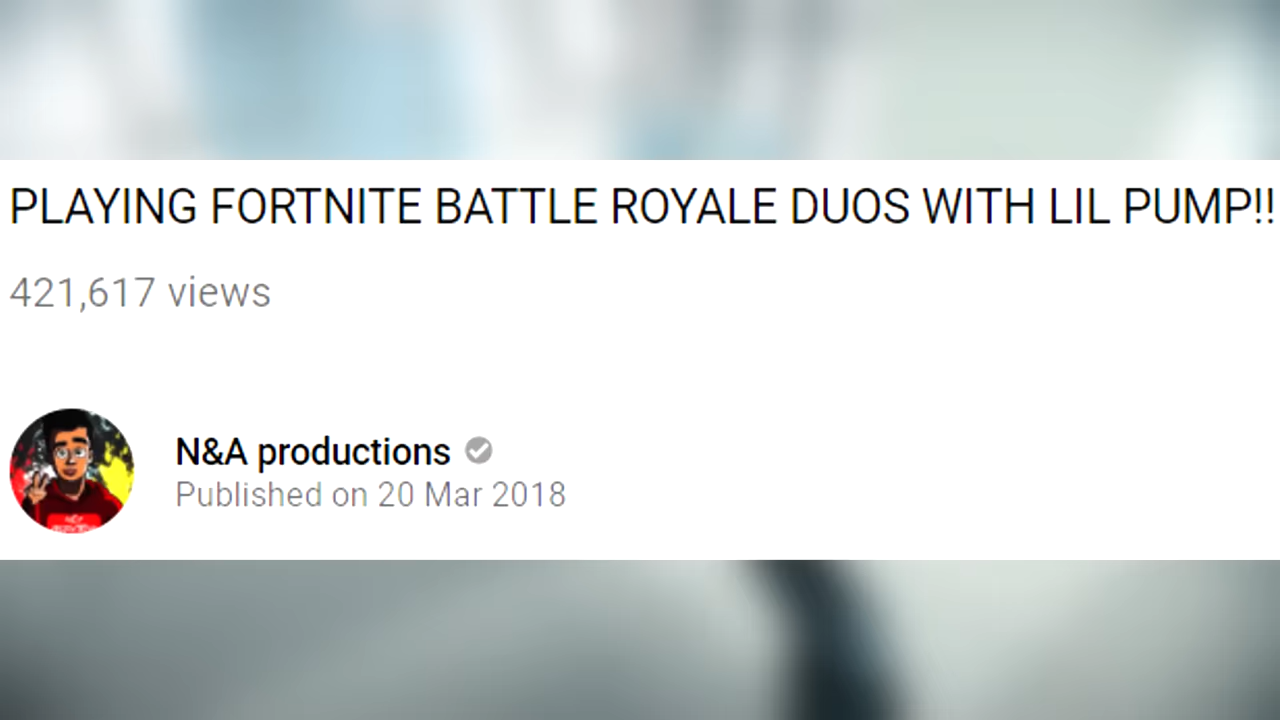 PLAYING FORTNITE BATTLE ROYALE DUOS WITH LIL PUMP!!
421,617 views
N&A productions
Published on 20 Mar 2018